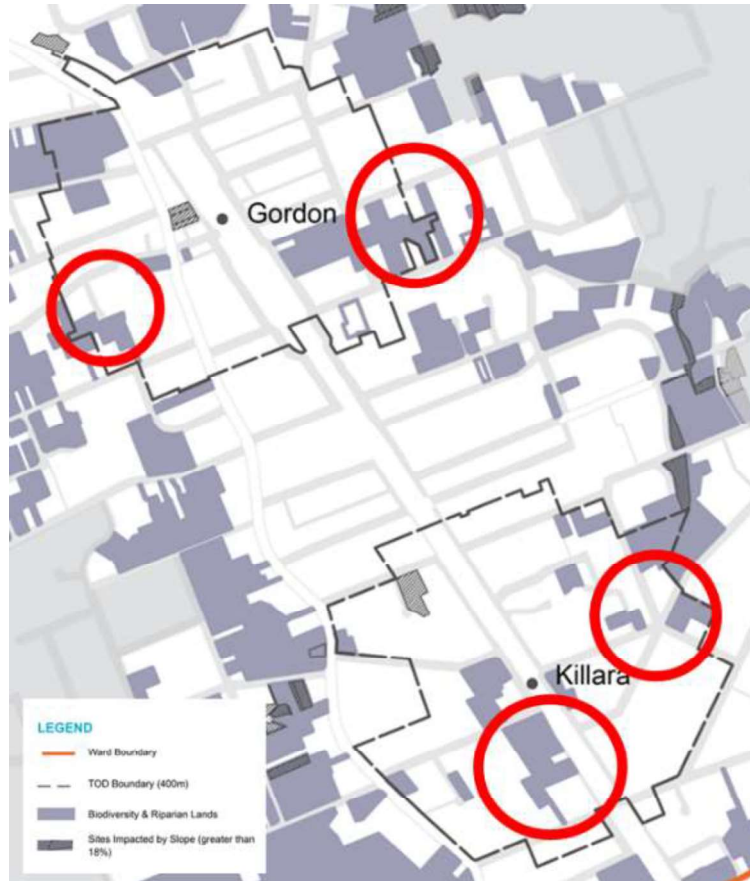 Gordon
Killara
LEGEND
Ward Boundary
TOD Boundary (400m)
Biodiversity & Riparian Lands
Sites Impacted by Slope (greater than
18%)